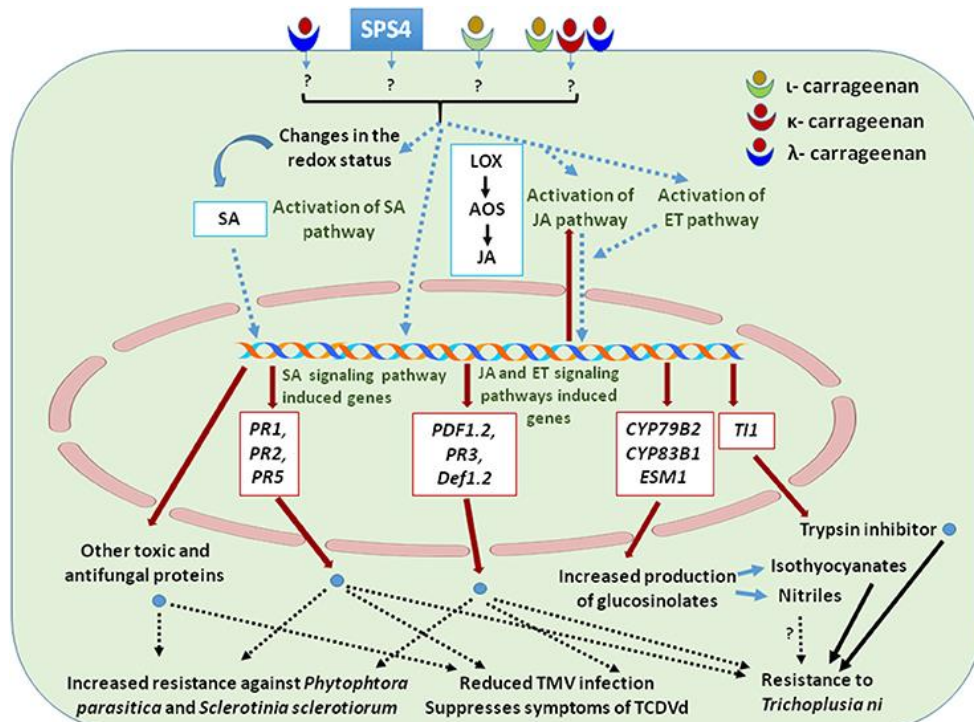 SPS4
? ? ? ?
ι- carrageenan
κ- carrageenan
λ- carrageenan
Changes in the
redox status
SA
Activation of SA
pathway
LOX
AOS
JA
Activation of
JA pathway
Activation of
ET pathway
SA signaling pathway
induced genes
JA and ET signaling
pathways induced
genes
PR1,
PR2,
PR5
PDF1.2,
PR3,
Def1.2
CYP79B2
CYP83B1
ESM1
TI1
Other toxic and
antifungal proteins
Trypsin inhibitor
Increased production
of glucosinolates
Isothyocyanates
Nitriles
?
Increased resistance against Phytophtora
parasitica and Sclerotinia sclerotiorum
Reduced TMV infection
Suppresses symptoms of TCDVd
Resistance to
Trichoplusia ni